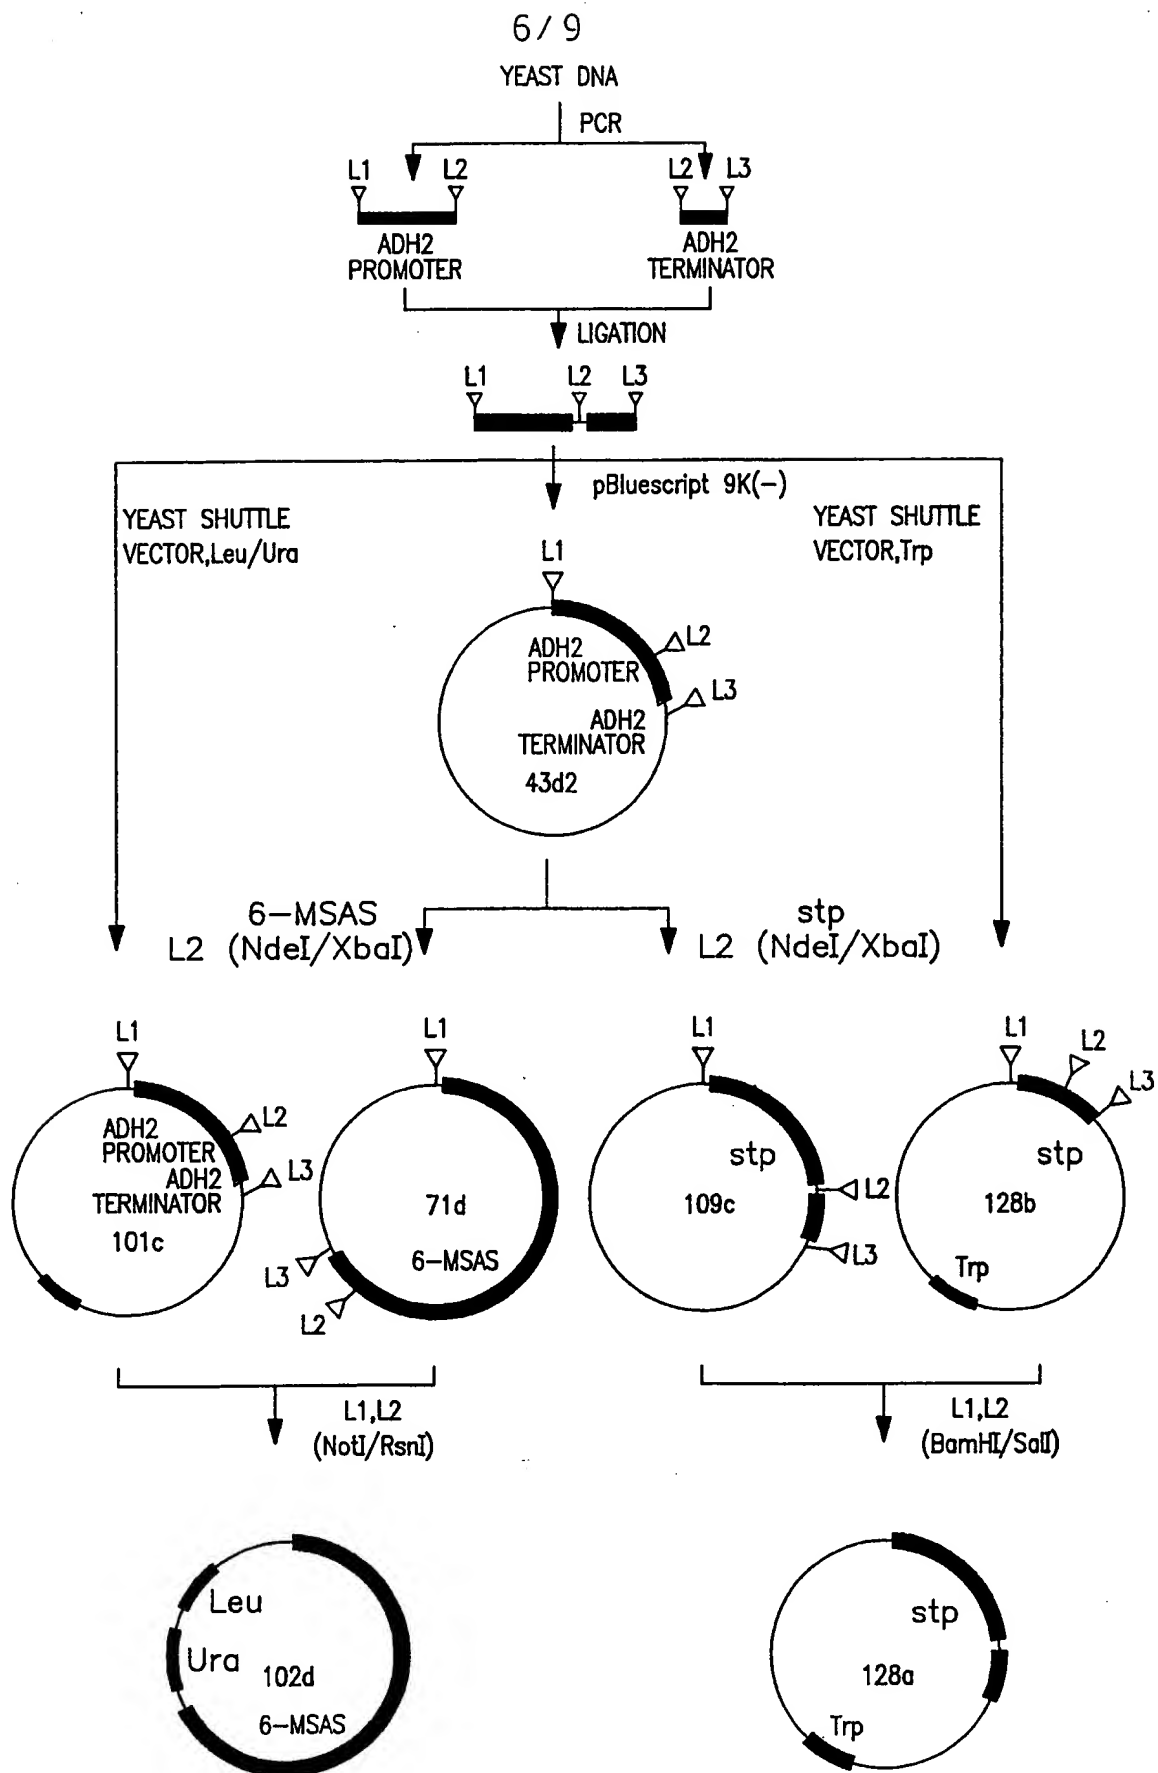 6/9
YEAST DNA
PCR
L1 L2 L2 L3
ADH2
PROMOTER
ADH2
TERMINATOR
LIGATION
L1 L2 L3
pBluescript 9K(-)
YEAST SHUTTLE
VECTOR,Leu/Ura
YEAST SHUTTLE
VECTOR,Trp
L1
ADH2
PROMOTER
L2
L3
ADH2
TERMINATOR
43d2
6-MSAS
L2 (NdeI/XbaI)
stp
L2 (NdeI/XbaI)
L1
ADH2
PROMOTER
L2
ADH2
TERMINATOR
L3
101c
L1
71d
6-MSAS
L3
L2
L1
stp
109c
L2
L3
L1
L2
L3
stp
128b
Trp
L1,L2
(NotI/RsnI)
L1,L2
(BamHI/SalI)
Leu
Ura
102d
6-MSAS
stp
128a
Trp